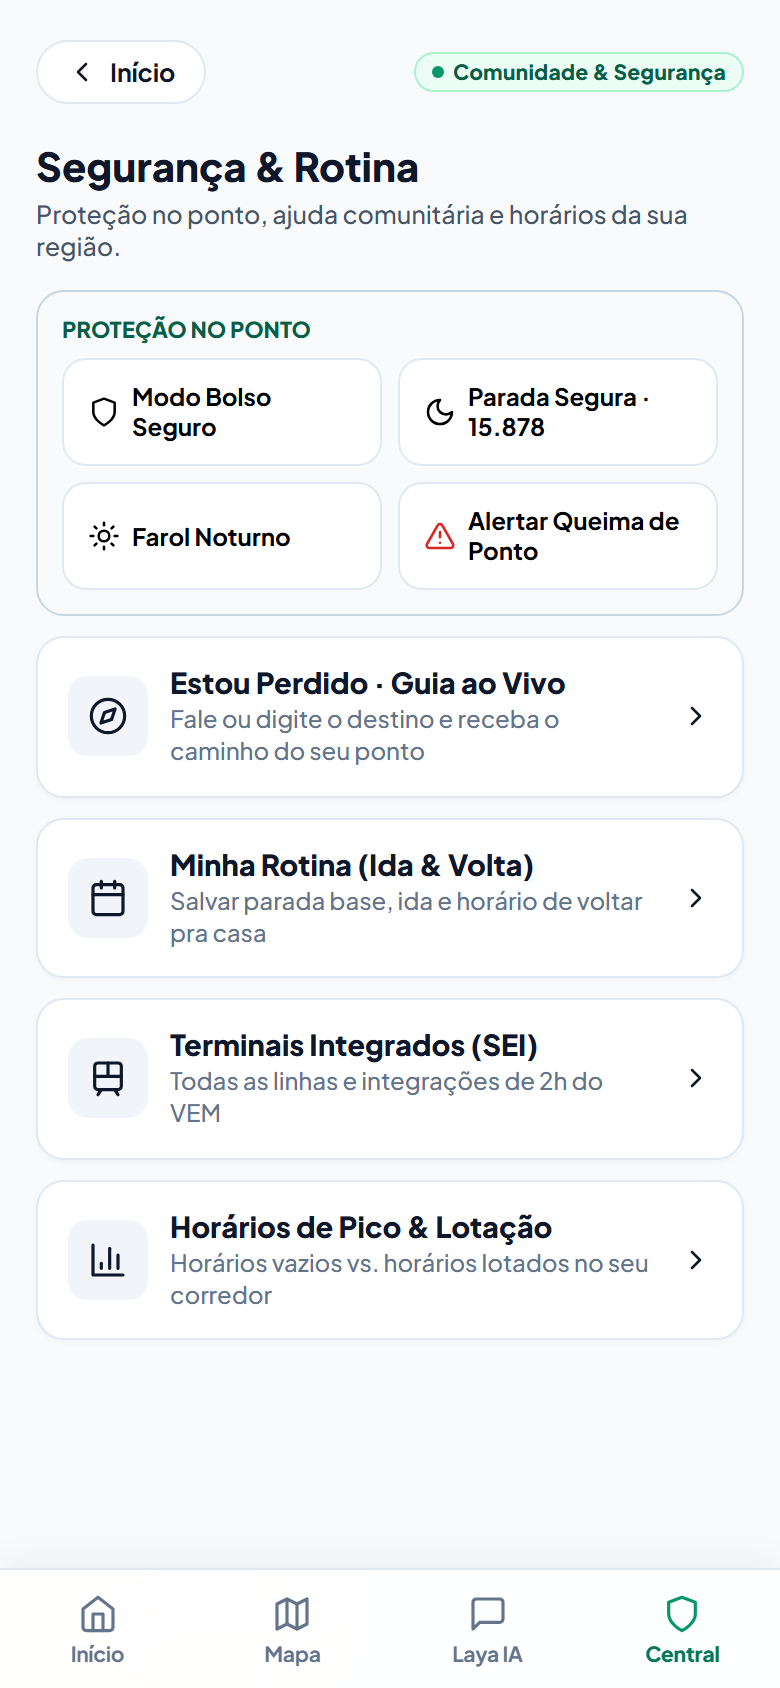 Início
Comunidade & Segurança
Segurança & Rotina
Proteção no ponto, ajuda comunitária e horários da sua
região.
PROTEÇÃO NO PONTO
Modo Bolso
Seguro
Parada Segura ·
15.878
Farol Noturno
Alertar Queima de
Ponto
Estou Perdido · Guia ao Vivo
Fale ou digite o destino e receba o
caminho do seu ponto
Minha Rotina (Ida & Volta)
Salvar parada base, ida e horário de voltar
pra casa
Terminais Integrados (SEI)
Todas as linhas e integrações de 2h do
VEM
Horários de Pico & Lotação
Horários vazios vs. horários lotados no seu
corredor
Início
Mapa
Laya IA
Central